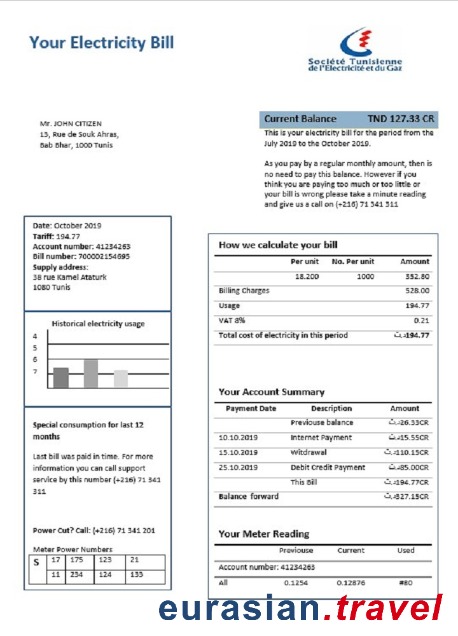 Your Electricity Bill
Société Tunisienne
de l'Electricité et du Gaz
Mr. JOHN CITIZEN
15, Rue de Souk Ahras,
Bab Bhar, 1000 Tunis
Current Balance TND 127.33 CR
This is your electricity bill for the period from the
July 2019 to the October 2019.
As you pay by a regular monthly amount, then is
no need to pay this balance. However if you
think you are paying too much or too little or
your bill is wrong please take a minute reading
and give us a call on (+216) 71 341 311
Date: October 2019
Tariff: 194.77
Account number: 41234263
Bill number: 700002154695
Supply address:
38 rue Kamel Ataturk
1080 Tunis
Historical electricity usage
4
5
6
7
Special consumption for last 12
months
Last bill was paid in time. For more
information you can call support
service by this number (+216) 71 341
311
Power Cut? Call: (+216) 71 341 201
Meter Power Numbers
S 17 175 123 21
11 234 124 133
How we calculate your bill
Per unit No. Per unit Amount
18.200 1000 332.80
Billing Charges 528.00
Usage 194.77
VAT 8% 0.21
Total cost of electricity in this period د.ت194.77
Your Account Summary
Payment Date Description Amount
Previouse balance د.ت26.33CR
10.10.2019 Internet Payment د.ت15.55CR
15.10.2019 Witdrawal د.ت110.15CR
25.10.2019 Debit Credit Payment د.ت85.00CR
This Bill د.ت194.77CR
Balance forward د.ت327.15CR
Your Meter Reading
Previouse Current Used
Account number: 41234263
All 0.1254 0.12876 #80
eurasian.travel